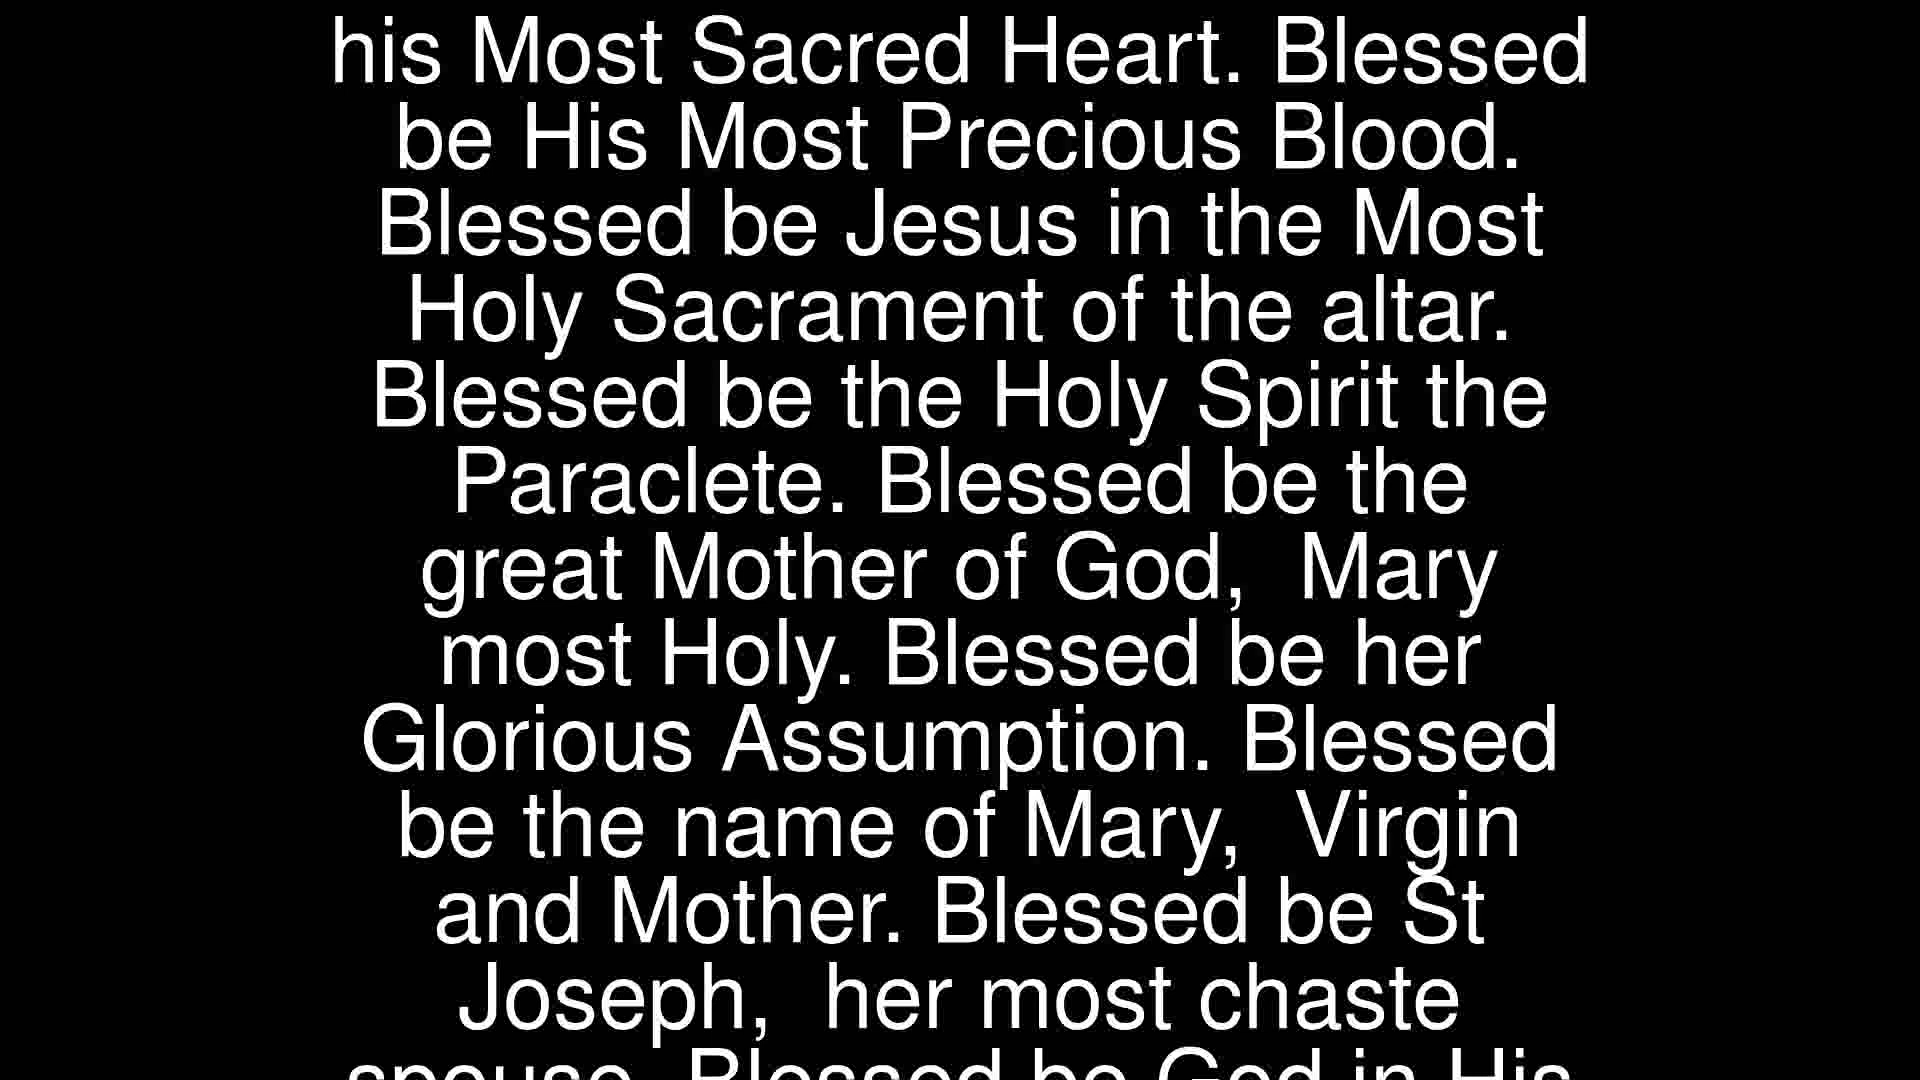 his Most Sacred Heart. Blessed
be His Most Precious Blood.
Blessed be Jesus in the Most
Holy Sacrament of the altar.
Blessed be the Holy Spirit the
Paraclete. Blessed be the
great Mother of God,  Mary
most Holy. Blessed be her
Glorious Assumption. Blessed
be the name of Mary,  Virgin
and Mother. Blessed be St
Joseph,  her most chaste
spouse. Blessed be God in His